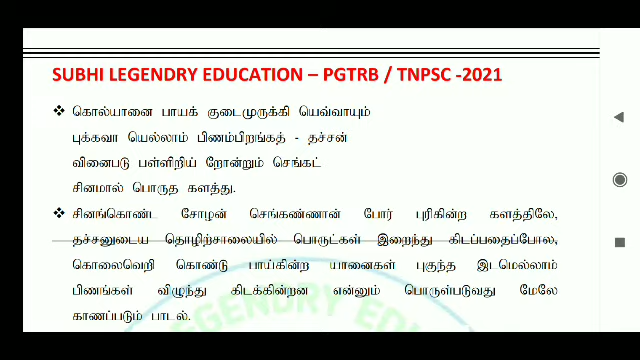 SUBHI LEGENDRY EDUCATION – PGTRB / TNPSC -2021
❖ கொல்யானை பாயக் குடைமுருக்கி யெவ்வாயும்
புக்கவா யெல்லாம் பிணம்பிறங்கத் - தச்சன்
வினைபடு பள்ளிறிய் றோன்றும் செங்கட்
சினமால் பொருத களத்து.
❖ சினங்கொண்ட சோழன் செங்கண்ணான் போர் புரிகின்ற களத்திலே,
தச்சனுடைய தொழிற்சாலையில் பொருட்கள் இறைந்து கிடப்பதைப்போல,
கொலைவெறி கொண்டு பாய்கின்ற யானைகள் புகுந்த இடமெல்லாம்
பிணங்கள் விழுந்து கிடக்கின்றன என்னும் பொருள்படுவது மேலே
காணப்படும் பாடல்.
LEGENDRY EDU